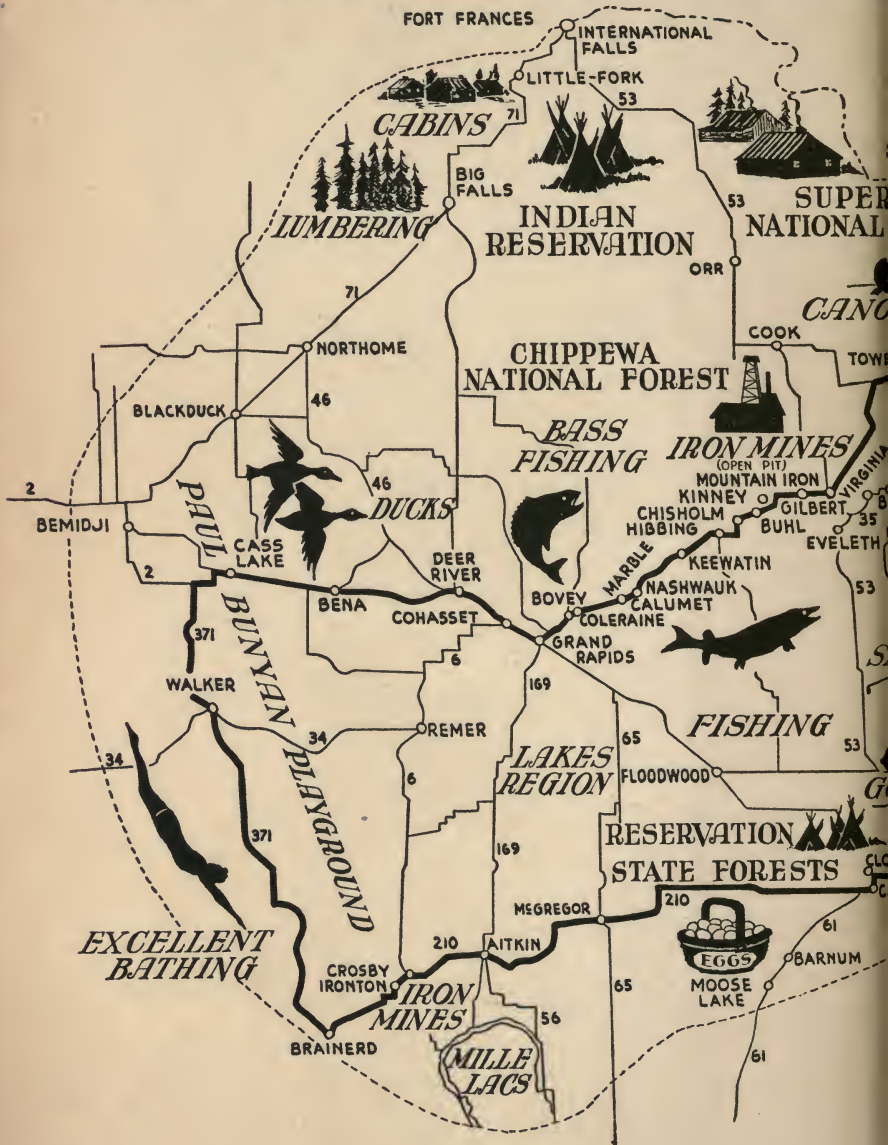 FORT FRANCES
INTERNATIONAL
FALLS
LITTLE-FORK
53
CABINS
71
BIG
FALLS
LUMBERING
INDIAN
RESERVATION
53
SUPER
NATIONAL
ORR
71
CANO
COOK
NORTHOME
CHIPPEWA
NATIONAL FOREST
TOWE
BLACKDUCK
46
BASS
FISHING
IRON MINES
(OPEN PIT)
MOUNTAIN IRON
VIRGINIA
KINNEY
GILBERT
CHISHOLM
BUHL
HIBBING
35
EVELETH
2
46
DUCKS
BEMIDJI
PAUL BUNYAN PLAYGROUND
CASS
LAKE
DEER
RIVER
MARBLE
KEEWATIN
2
BENA
BOVEY
NASHWAUK
CALUMET
53
COHASSET
COLERAINE
371
GRAND
RAPIDS
6
WALKER
169
34
REMER
65
FISHING
34
LAKES
REGION
FLOODWOOD
53
6
371
169
RESERVATION
STATE FORESTS
CLO
McGREGOR
210
EXCELLENT
BATHING
210
AITKIN
EGGS
61
BARNUM
CROSBY
IRONTON
IRON
MINES
65
MOOSE
LAKE
BRAINERD
56
MILLE
LACS
61